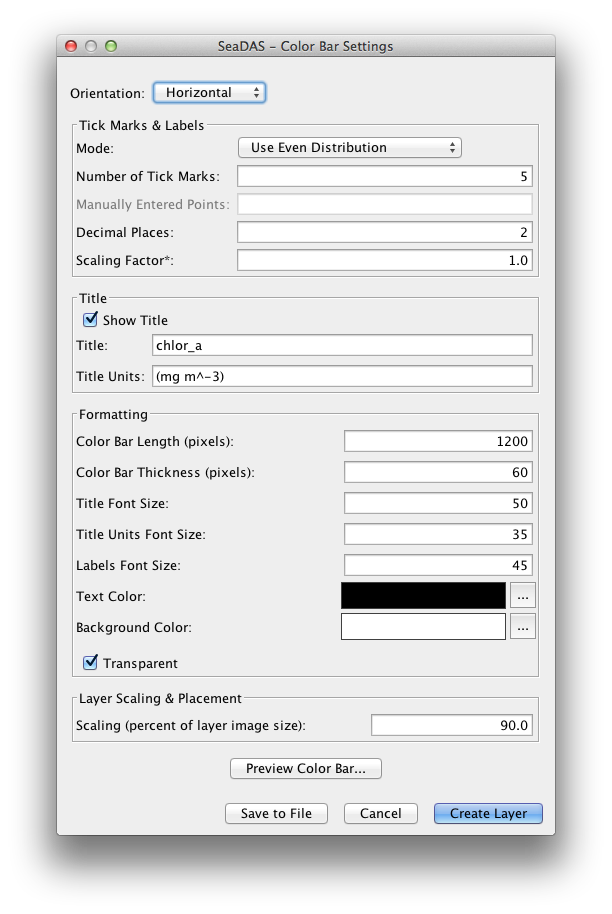 SeaDAS - Color Bar Settings
Orientation: Horizontal
Tick Marks & Labels
Mode: Use Even Distribution
Number of Tick Marks: 5
Manually Entered Points:
Decimal Places: 2
Scaling Factor*: 1.0
Title
Show Title
Title: chlor_a
Title Units: (mg m^-3)
Formatting
Color Bar Length (pixels): 1200
Color Bar Thickness (pixels): 60
Title Font Size: 50
Title Units Font Size: 35
Labels Font Size: 45
Text Color: ...
Background Color: ...
Transparent
Layer Scaling & Placement
Scaling (percent of layer image size): 90.0
Preview Color Bar...
Save to File Cancel Create Layer